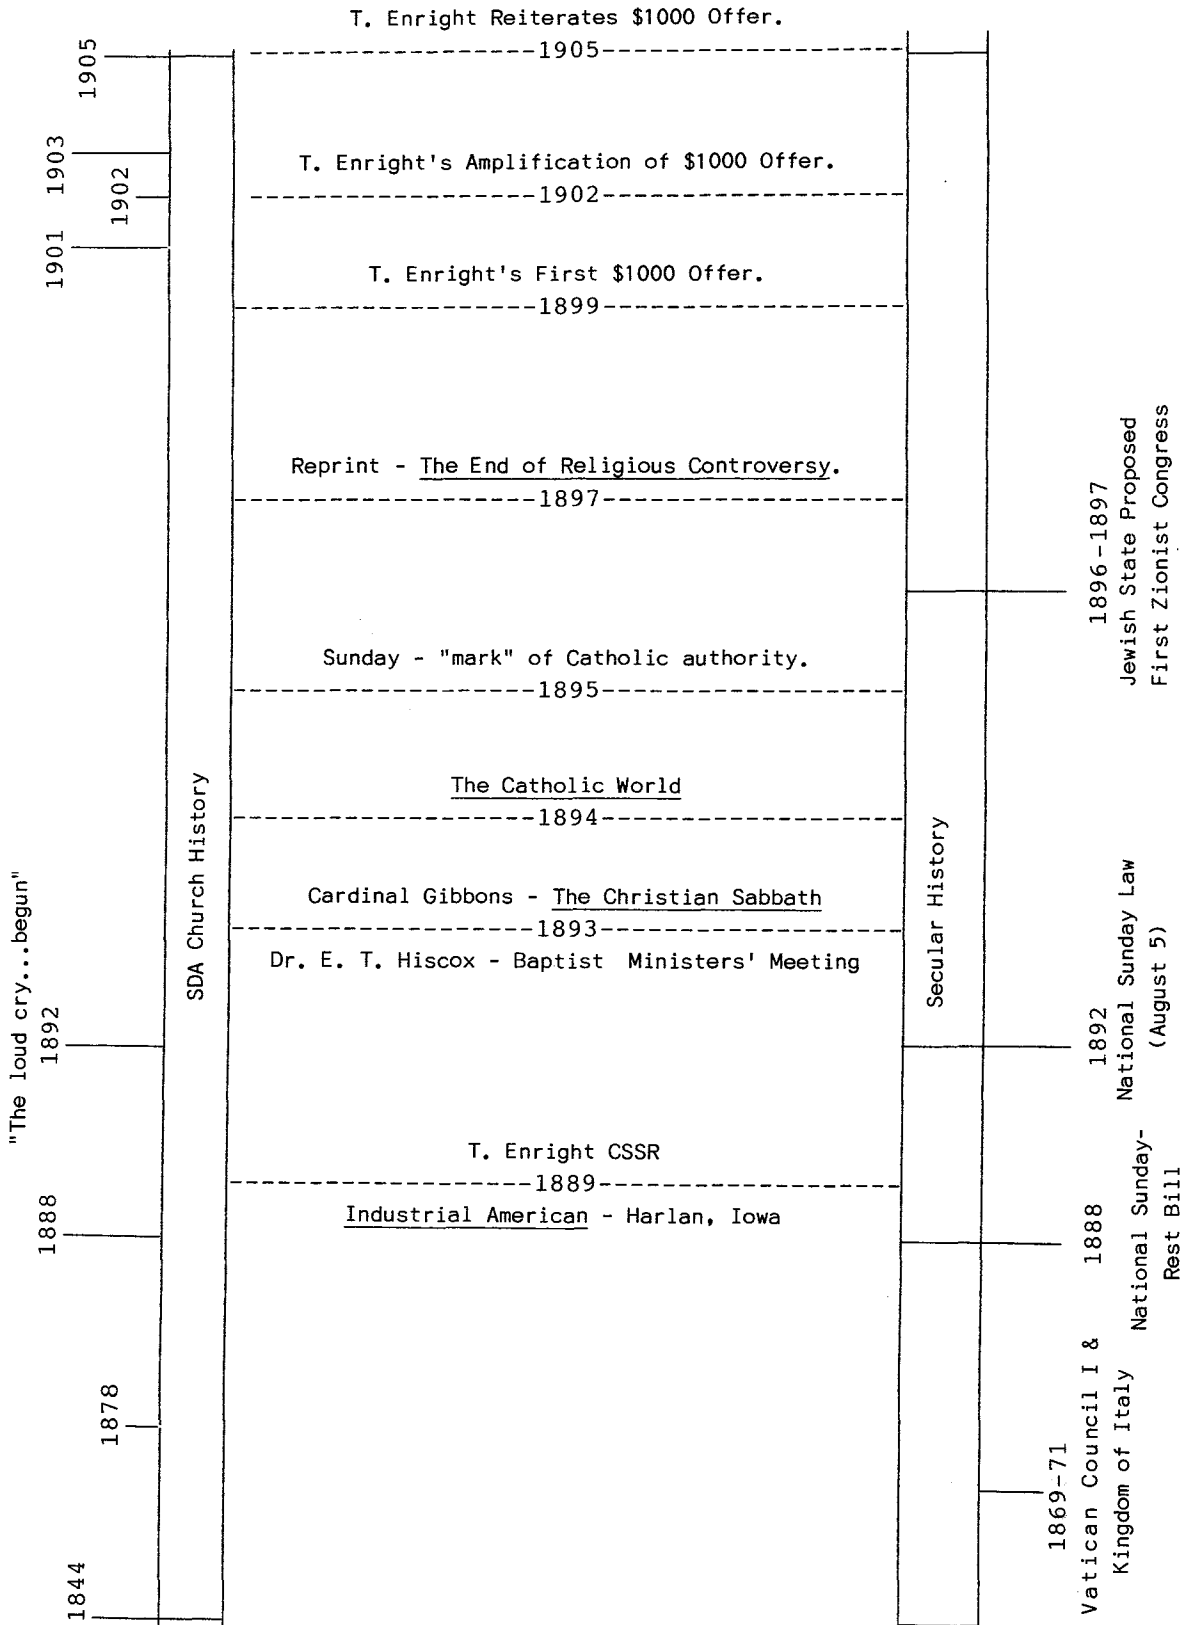 T. Enright Reiterates $1000 Offer.
1905
1905
1903
T. Enright's Amplification of $1000 Offer.
1902
1902
1901
T. Enright's First $1000 Offer.
1899
Reprint - The End of Religious Controversy.
1897
1896-1897
Jewish State Proposed
First Zionist Congress
Sunday - "mark" of Catholic authority.
1895
The Catholic World
1894
SDA Church History
Secular History
Cardinal Gibbons - The Christian Sabbath
1893
Dr. E. T. Hiscox - Baptist Ministers' Meeting
"The loud cry...begun"
1892
1892
National Sunday Law
(August 5)
T. Enright CSSR
1889
Industrial American - Harlan, Iowa
1888
1888
National Sunday-
Rest Bill
1878
1869-71
Vatican Council I &
Kingdom of Italy
1844